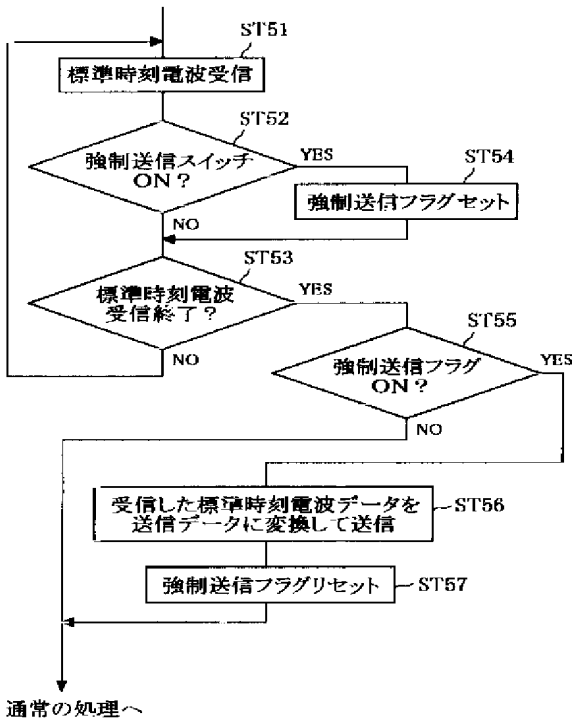 ST51
標準時刻電波受信
ST52
強制送信スイッチ
ON？
YES
ST54
強制送信フラグセット
NO
ST53
標準時刻電波
受信終了？
YES
NO
ST55
強制送信フラグ
ON？
YES
NO
受信した標準時刻電波データを
送信データに変換して送信
ST56
強制送信フラグリセット
ST57
通常の処理へ